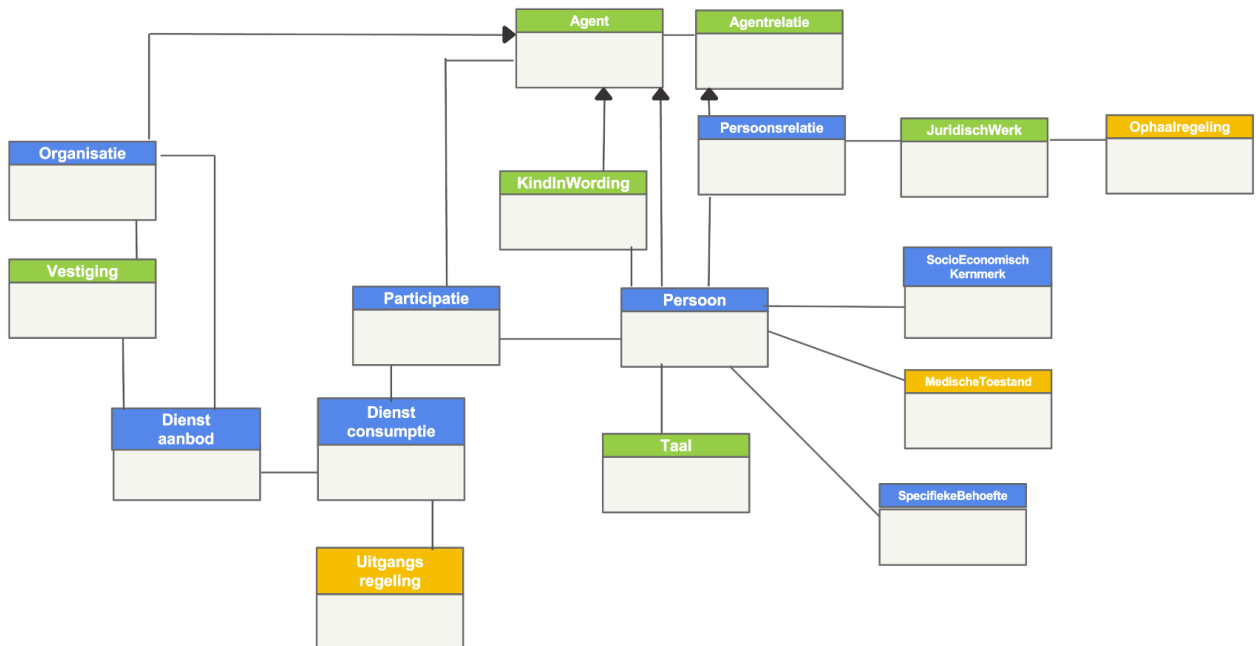 Agent
Agentrelatie
Persoonsrelatie
JuridischWerk
Ophaalregeling
Organisatie
KindInWording
Vestiging
SocioEconomisch
Kernmerk
Participatie
Persoon
MedischeToestand
Dienst
aanbod
Dienst
consumptie
Taal
SpecifiekeBehoefte
Uitgangs
regeling